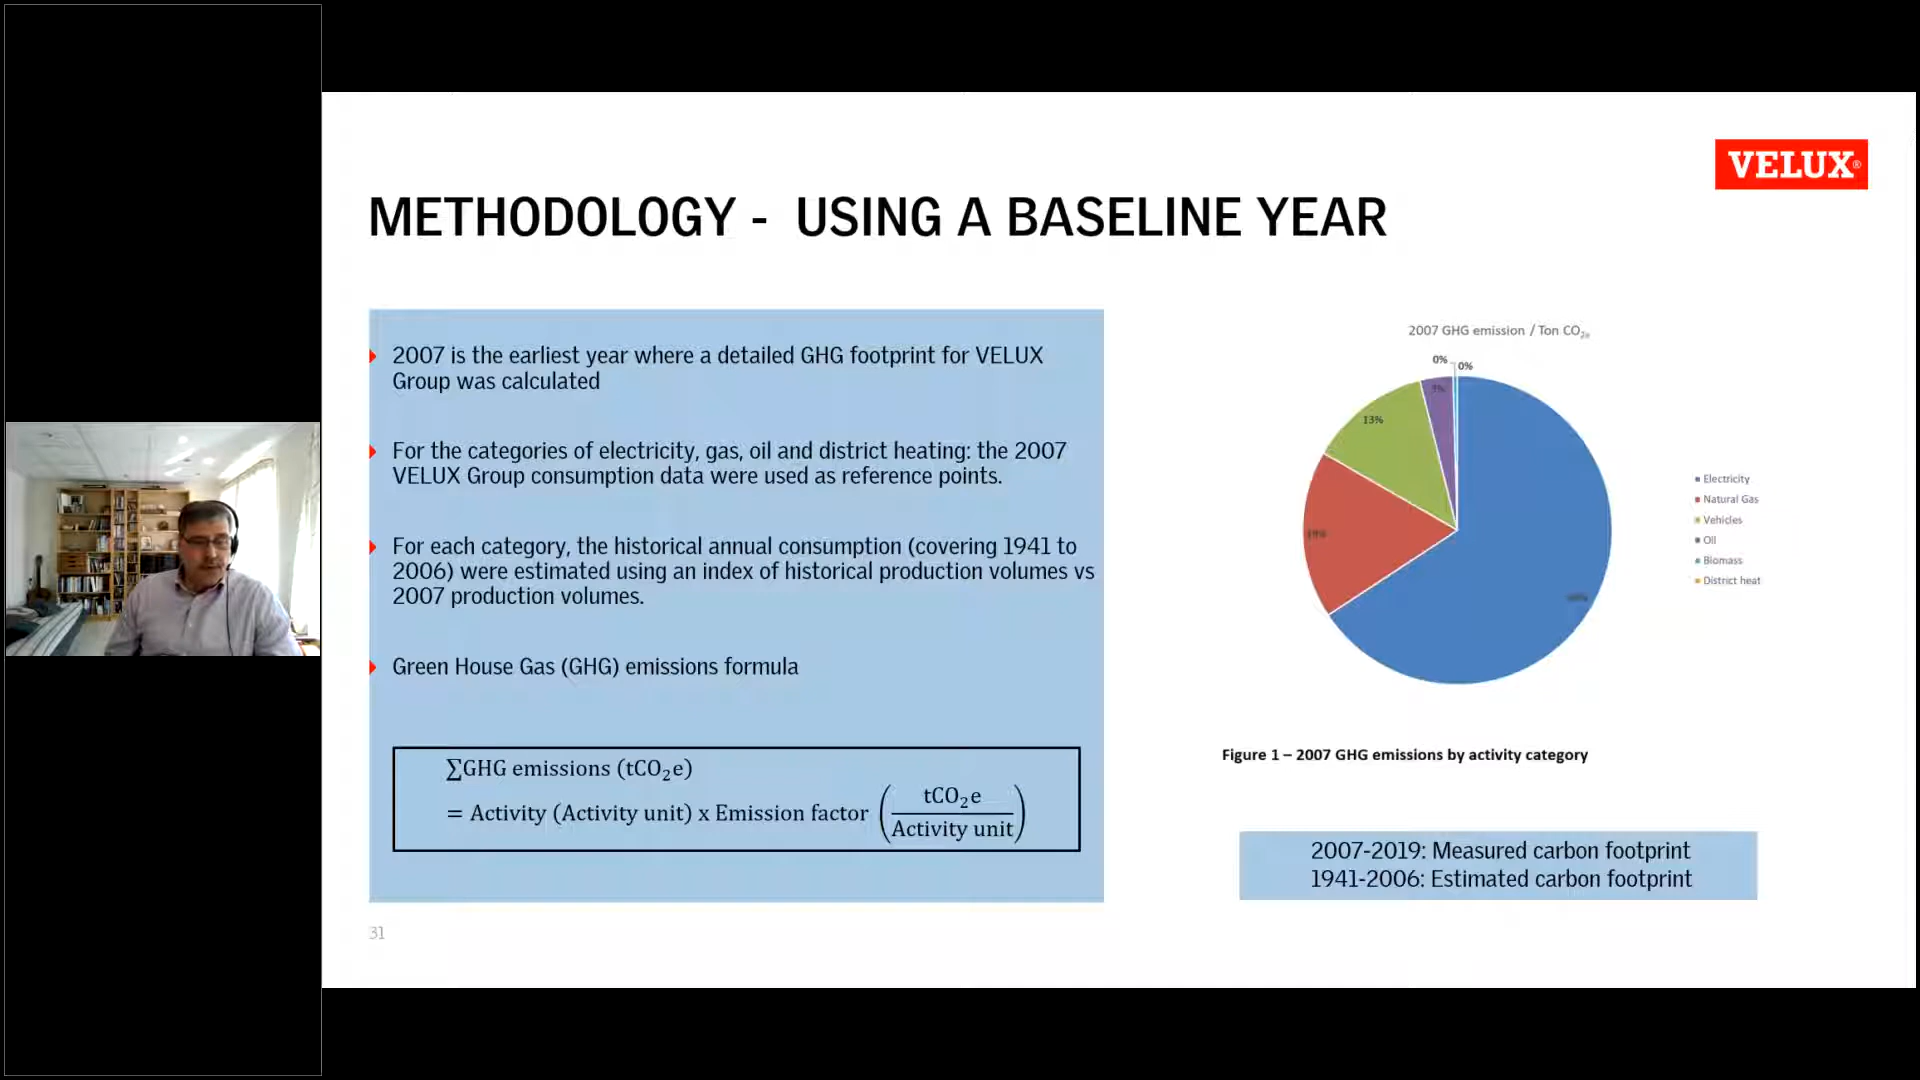 VELUX®
METHODOLOGY - USING A BASELINE YEAR
2007 is the earliest year where a detailed GHG footprint for VELUX
Group was calculated
For the categories of electricity, gas, oil and district heating: the 2007
VELUX Group consumption data were used as reference points.
For each category, the historical annual consumption (covering 1941 to
2006) were estimated using an index of historical production volumes vs
2007 production volumes.
Green House Gas (GHG) emissions formula
∑GHG emissions (tCO₂e)
= Activity (Activity unit) x Emission factor (tCO₂e / Activity unit)
31
2007 GHG emission / Ton CO₂ₑ
0%
0%
13%
19%
Electricity
Natural Gas
Vehicles
Oil
Biomass
District heat
Figure 1 – 2007 GHG emissions by activity category
2007-2019: Measured carbon footprint
1941-2006: Estimated carbon footprint